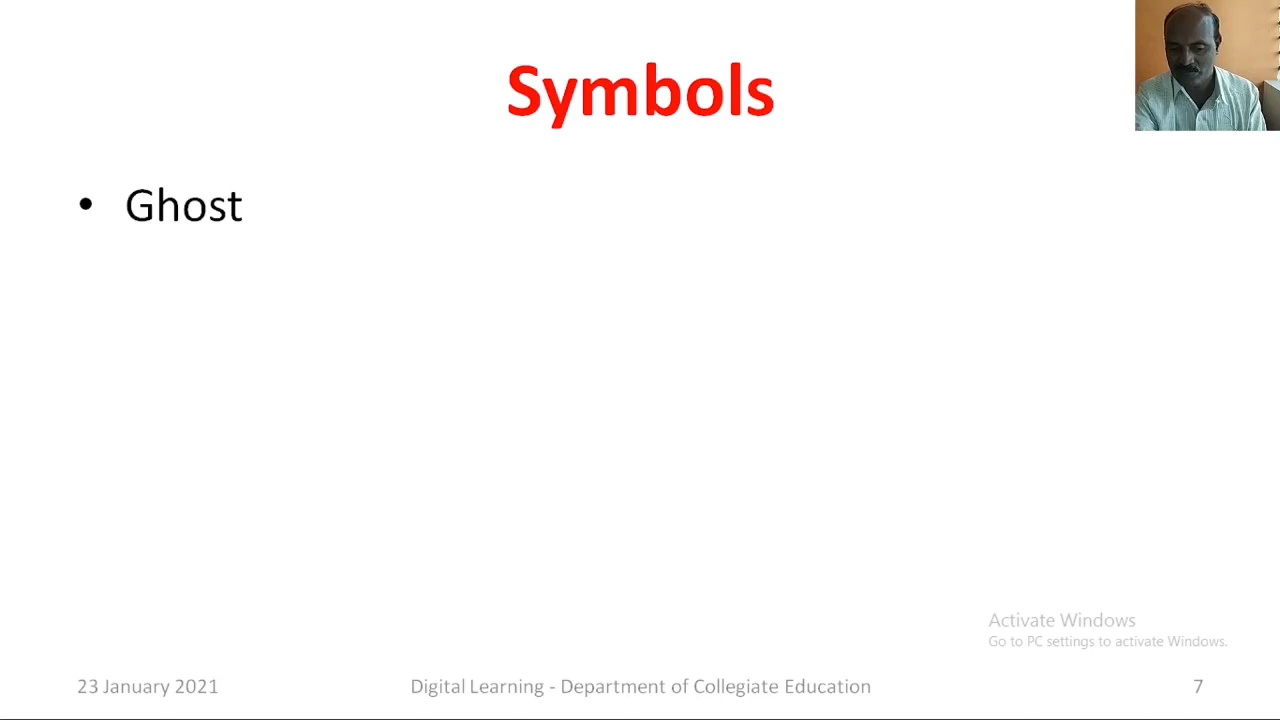 Symbols
• Ghost
Activate Windows
Go to PC settings to activate Windows.
23 January 2021
Digital Learning - Department of Collegiate Education
7